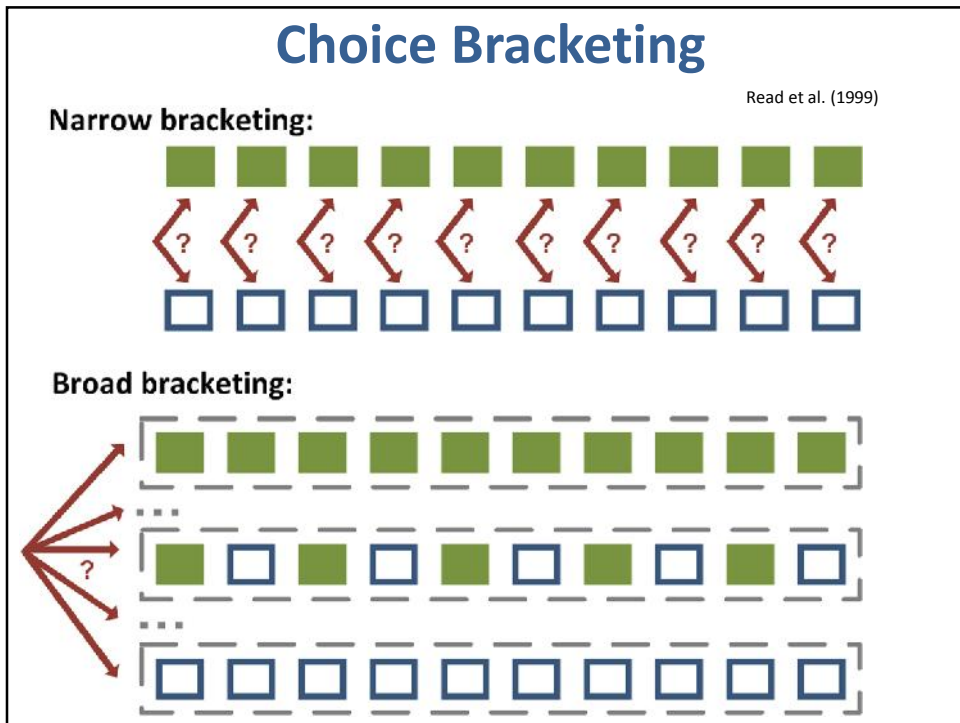 Choice Bracketing
Read et al. (1999)
Narrow bracketing:
? ? ? ? ? ? ? ? ? ?
Broad bracketing:
...
?
...